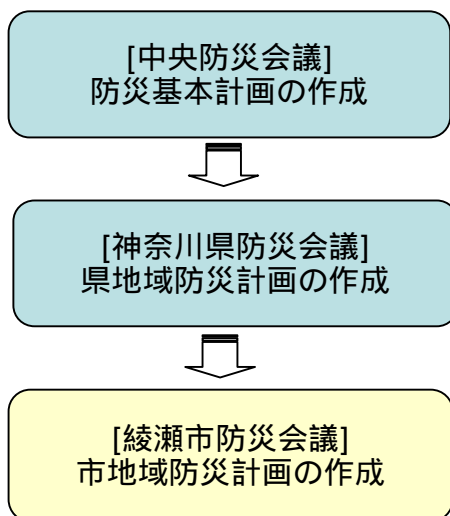 [中央防災会議]
防災基本計画の作成
[神奈川県防災会議]
県地域防災計画の作成
[綾瀬市防災会議]
市地域防災計画の作成